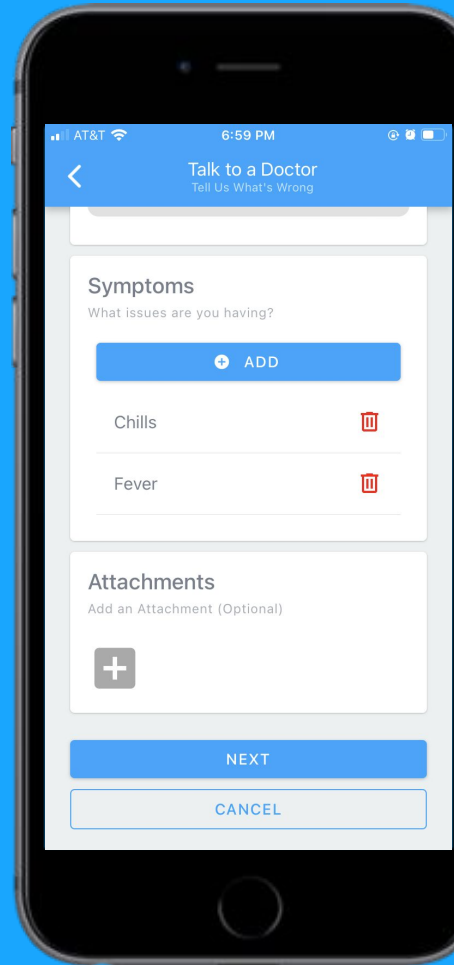 AT&T 6:59 PM
Talk to a Doctor
Tell Us What's Wrong
Symptoms
What issues are you having?
ADD
Chills
Fever
Attachments
Add an Attachment (Optional)
NEXT
CANCEL